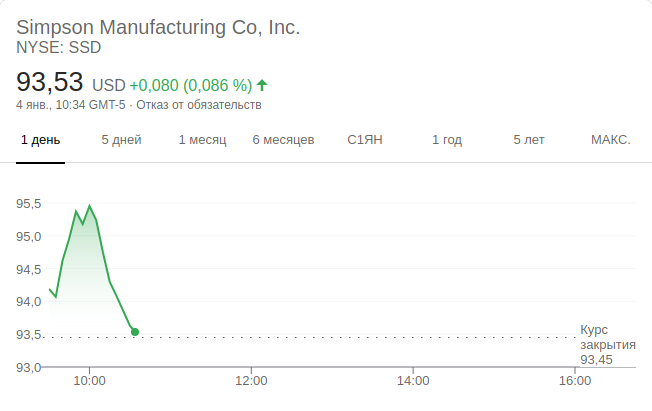 Simpson Manufacturing Co, Inc.
NYSE: SSD
93,53 USD +0,080 (0,086 %)
4 янв., 10:34 GMT-5 · Отказ от обязательств
1 день 5 дней 1 месяц 6 месяцев С1ЯН 1 год 5 лет МАКС.
95,5
95,0
94,5
94,0
93,5
93,0
Курс
закрытия
93,45
10:00 12:00 14:00 16:00